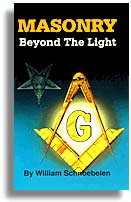 MASONRY
Beyond The Light
G
By William Schnoebelen